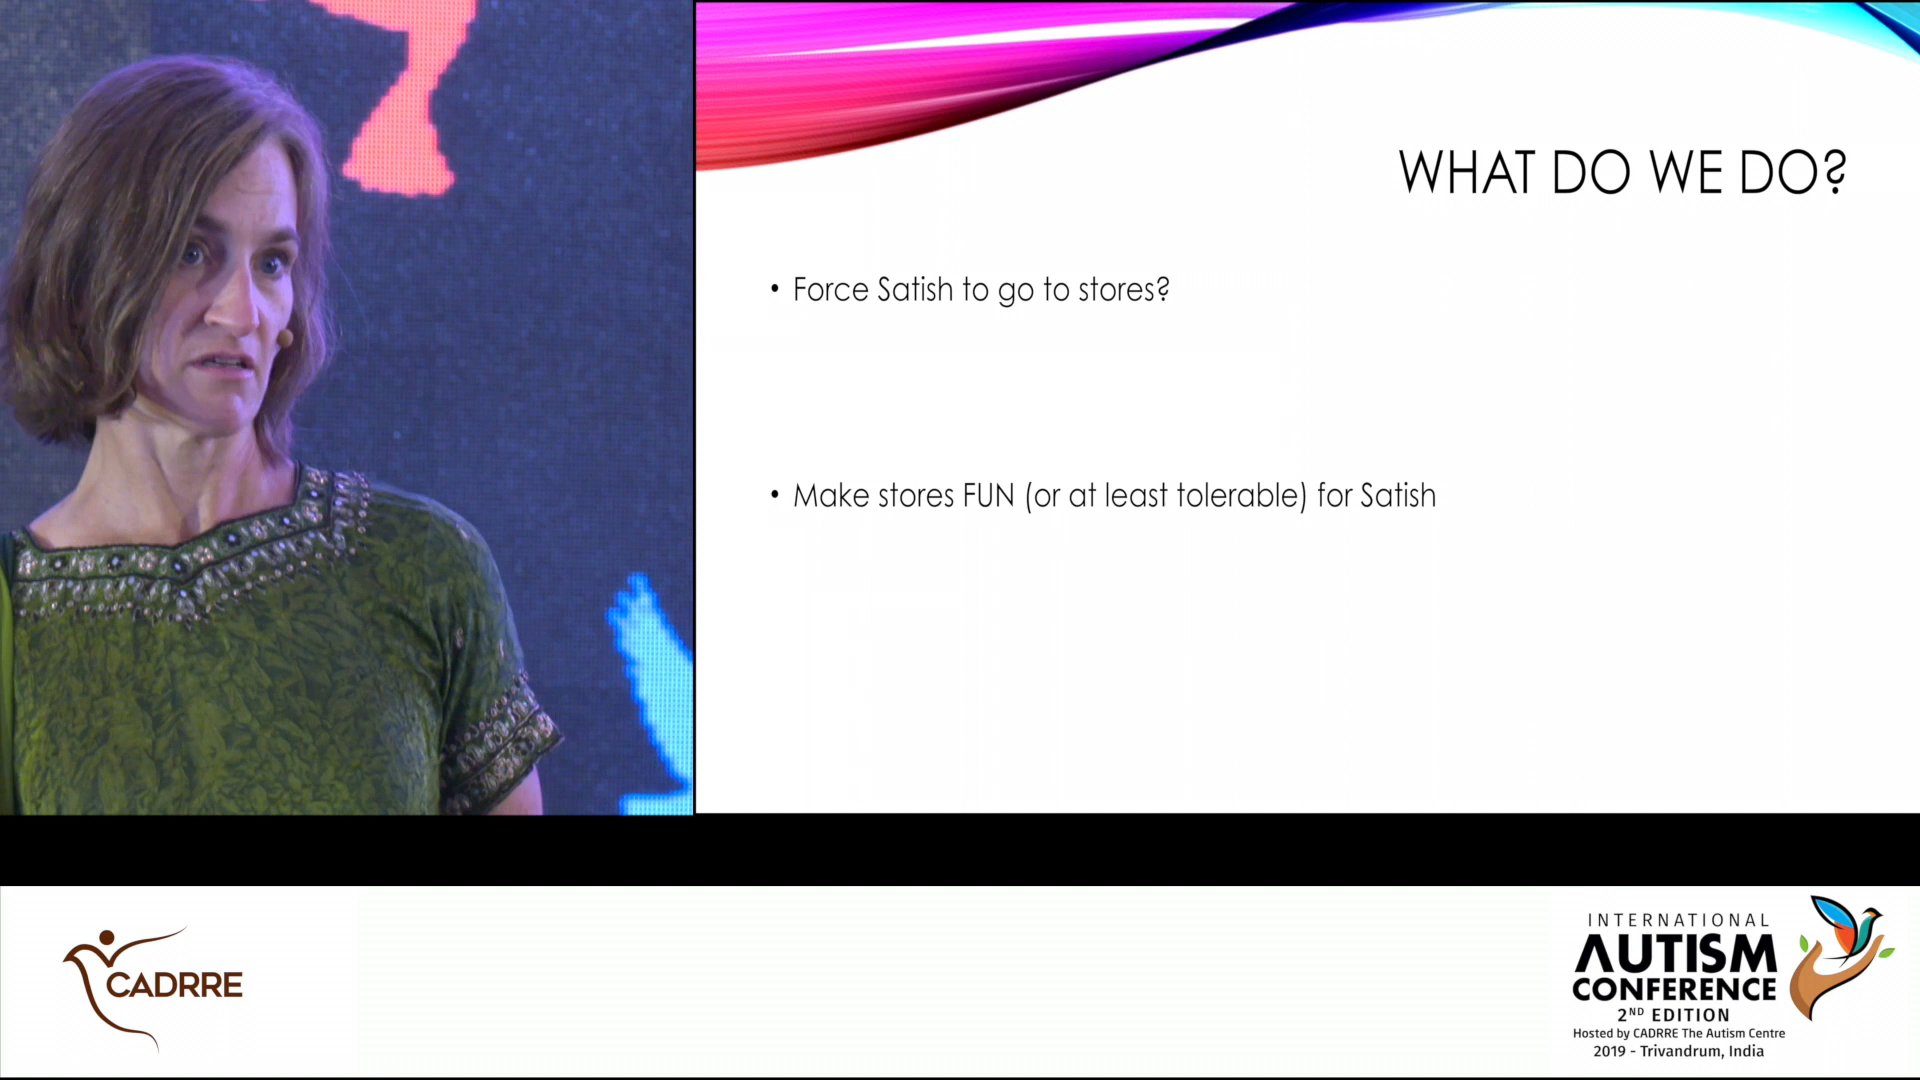 WHAT DO WE DO?
• Force Satish to go to stores?
• Make stores FUN (or at least tolerable) for Satish
CADRRE
INTERNATIONAL
AUTISM
CONFERENCE
2ND EDITION
Hosted by CADRRE The Autism Centre
2019 - Trivandrum, India